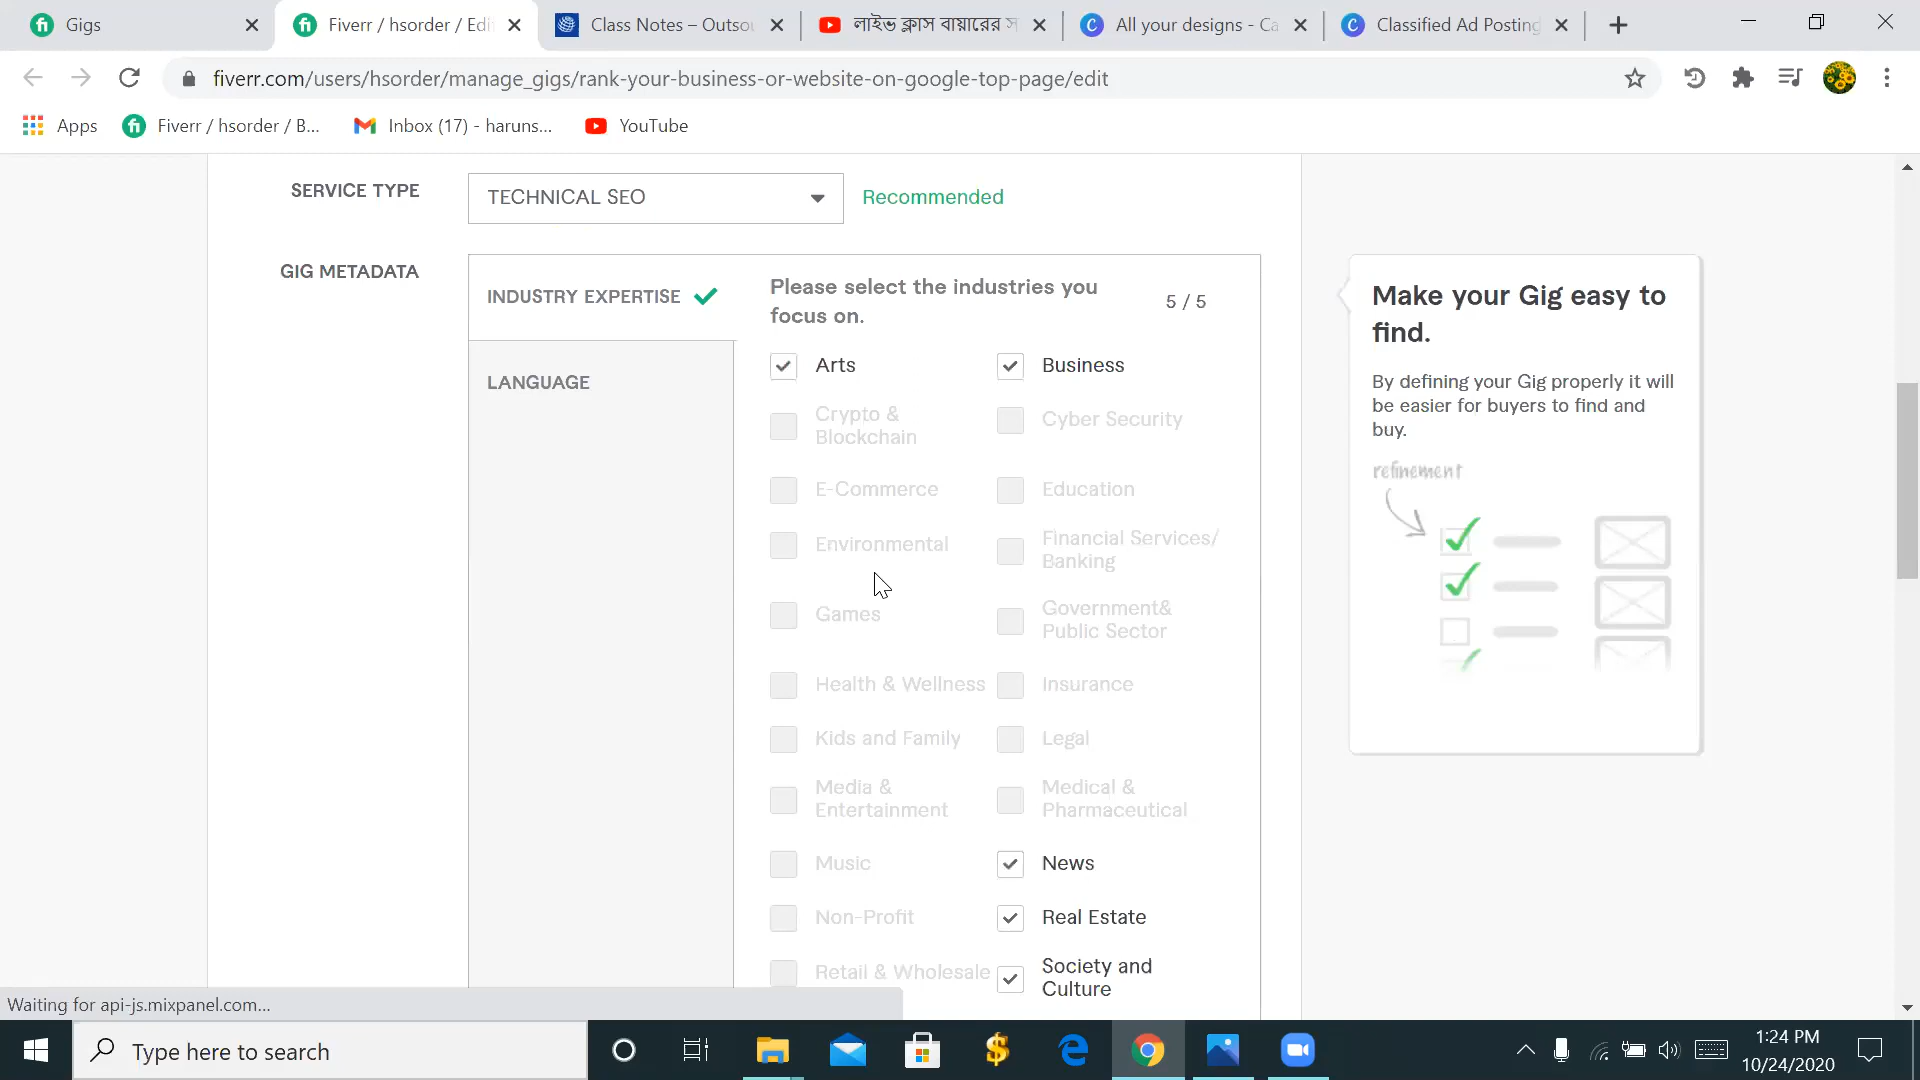 Gigs
Fiverr / hsorder / Edi
Class Notes – Outsou
লাইভ ক্লাস বায়ারের স
All your designs - Ca
Classified Ad Posting
fiverr.com/users/hsorder/manage_gigs/rank-your-business-or-website-on-google-top-page/edit
Apps
Fiverr / hsorder / B...
Inbox (17) - haruns...
YouTube
SERVICE TYPE
TECHNICAL SEO
Recommended
GIG METADATA
INDUSTRY EXPERTISE
LANGUAGE
Please select the industries you
focus on.
5 / 5
Arts
Business
Crypto &
Blockchain
Cyber Security
E-Commerce
Education
Environmental
Financial Services/
Banking
Games
Government&
Public Sector
Health & Wellness
Insurance
Kids and Family
Legal
Media &
Entertainment
Medical &
Pharmaceutical
Music
News
Non-Profit
Real Estate
Retail & Wholesale
Society and
Culture
Make your Gig easy to
find.
By defining your Gig properly it will
be easier for buyers to find and
buy.
refinement
Waiting for api-js.mixpanel.com...
Type here to search
1:24 PM
10/24/2020